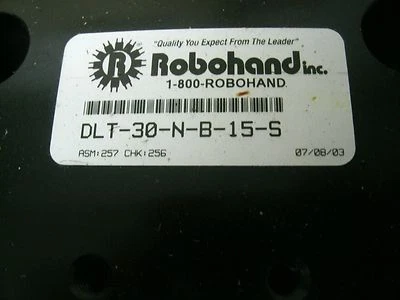 "Quality You Expect From The Leader"
R ® Robohand inc.
1-800-ROBOHAND
DLT-30-N-B-15-S
ASM:257 CHK:256 07/08/03